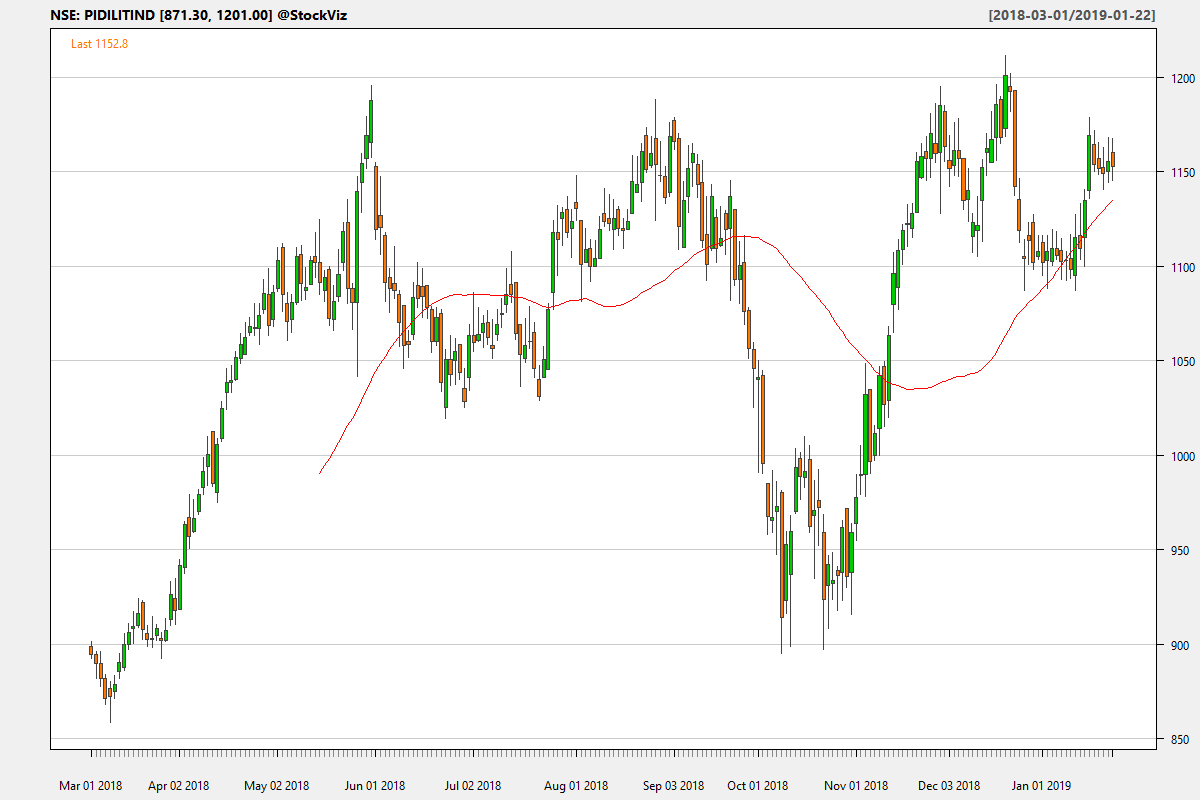 NSE: PIDILITIND [871.30, 1201.00] @StockViz [2018-03-01/2019-01-22]
Last 1152.8
1200
1150
1100
1050
1000
950
900
850
Mar 01 2018 Apr 02 2018 May 02 2018 Jun 01 2018 Jul 02 2018 Aug 01 2018 Sep 03 2018 Oct 01 2018 Nov 01 2018 Dec 03 2018 Jan 01 2019